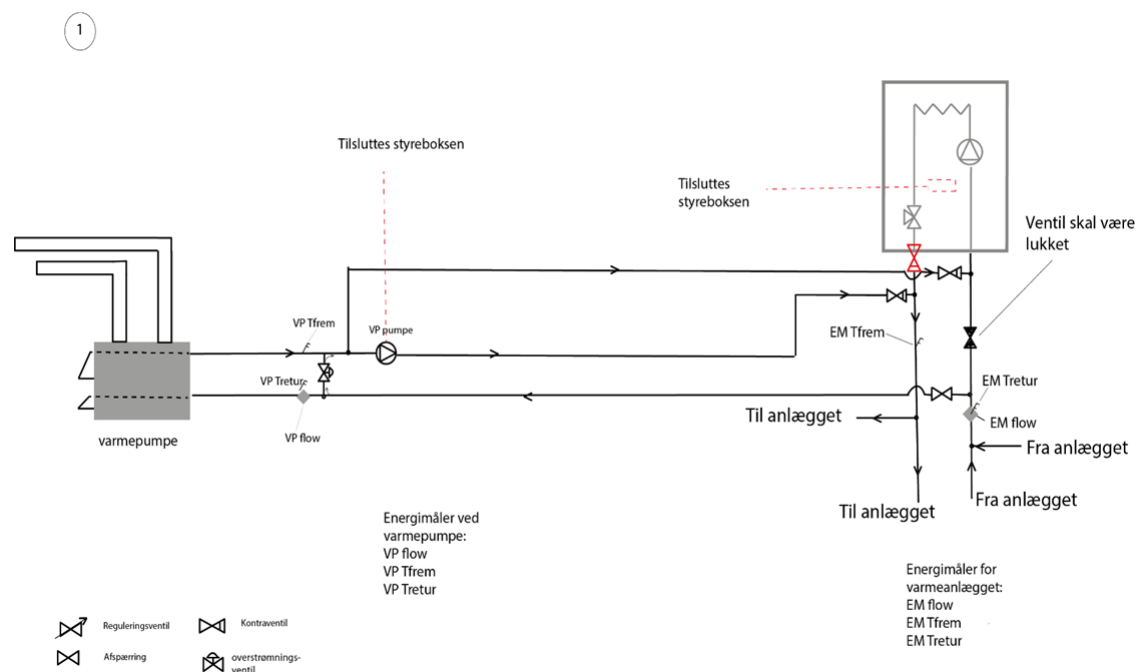 1
Tilsluttes styreboksen
Tilsluttes
styreboksen
Ventil skal være
lukket
VP Tfrem
VP pumpe
EM Tfrem
VP Tretur
EM Tretur
Til anlægget
EM flow
varmepumpe
VP flow
Fra anlægget
Til anlægget
Fra anlægget
Energimåler ved
varmepumpe:
VP flow
VP Tfrem
VP Tretur
Energimåler for
varmeanlægget:
EM flow
EM Tfrem
EM Tretur
Reguleringsventil
Kontraventil
Afspærring
overstrømnings-
ventil